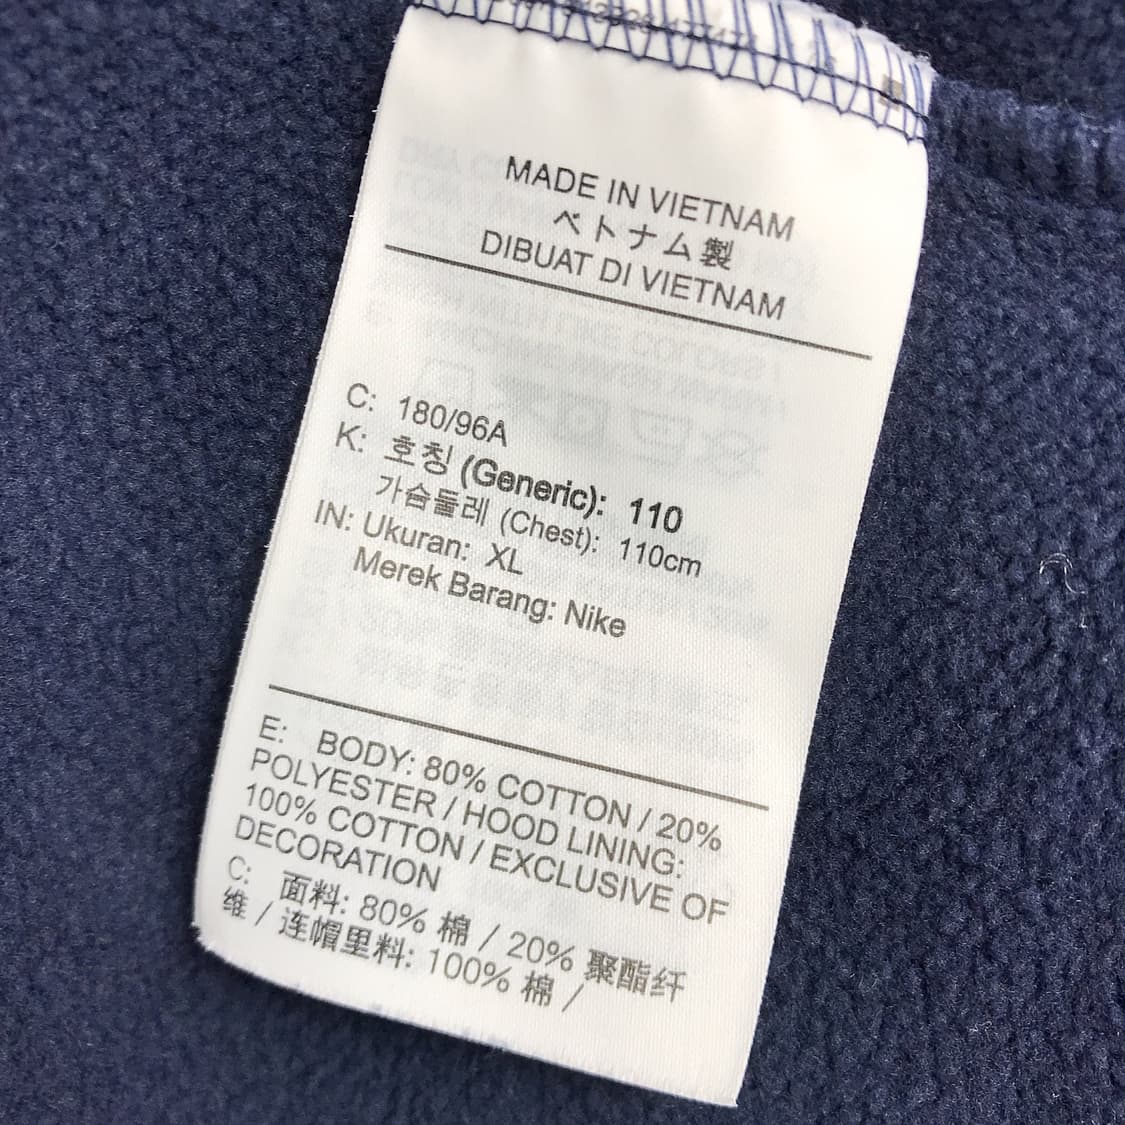 MADE IN VIETNAM
ベトナム製
DIBUAT DI VIETNAM
C: 180/96A
K: 호칭 (Generic): 110
가슴둘레 (Chest): 110cm
IN: Ukuran: XL
Merek Barang: Nike
E: BODY: 80% COTTON / 20%
POLYESTER / HOOD LINING:
100% COTTON / EXCLUSIVE OF
DECORATION
C: 面料: 80% 棉 / 20% 聚酯纤
维 / 连帽里料: 100% 棉 /